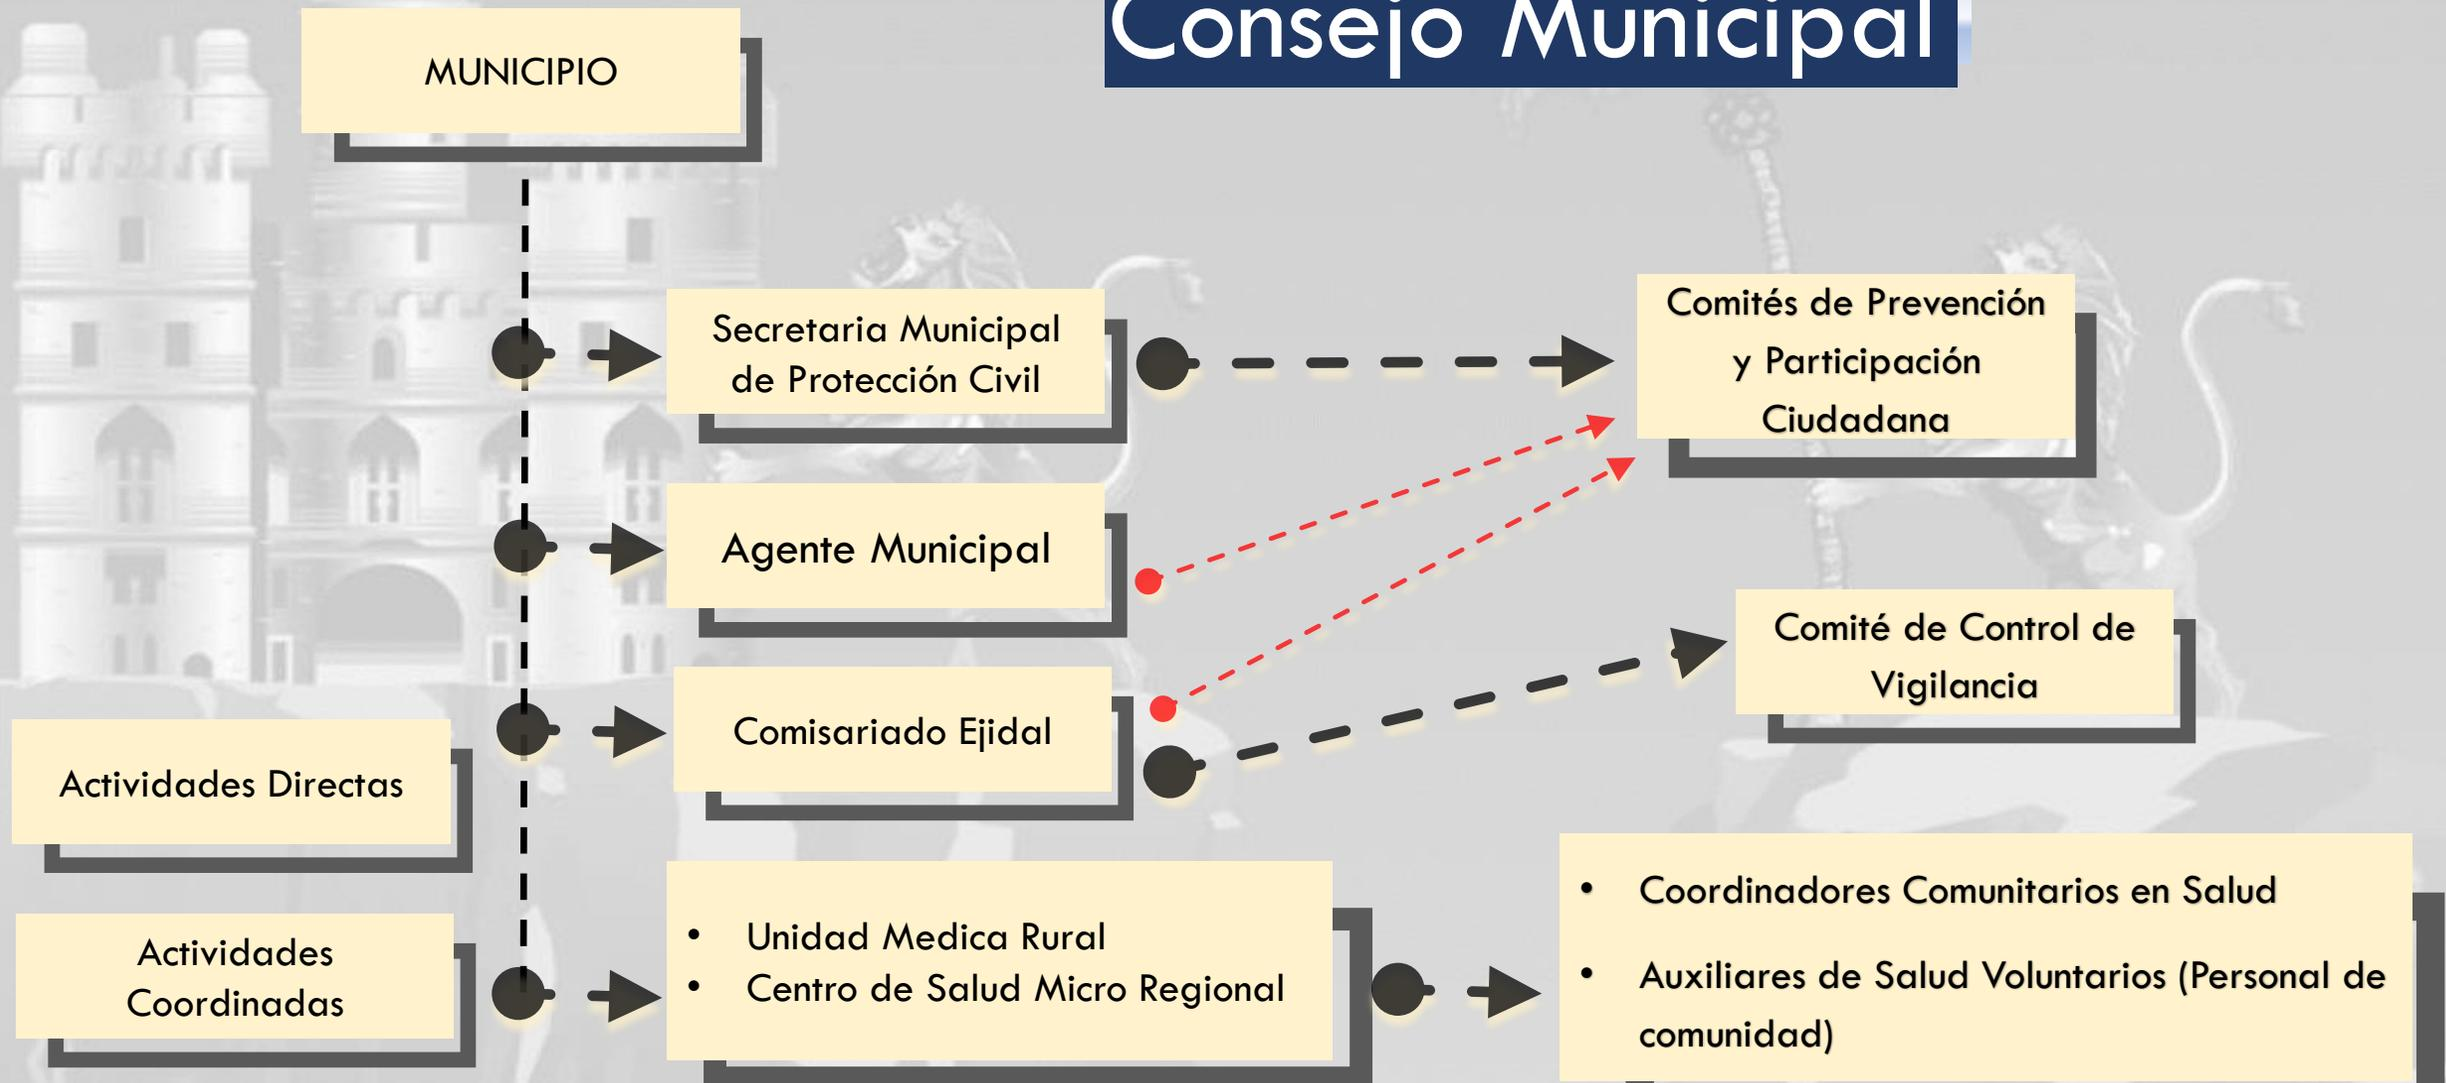 Consejo Municipal
MUNICIPIO
Secretaria Municipal
de Protección Civil
Comités de Prevención
y Participación
Ciudadana
Agente Municipal
Comité de Control de
Vigilancia
Comisariado Ejidal
Actividades Directas
Actividades
Coordinadas
• Unidad Medica Rural
• Centro de Salud Micro Regional
• Coordinadores Comunitarios en Salud
• Auxiliares de Salud Voluntarios (Personal de
comunidad)